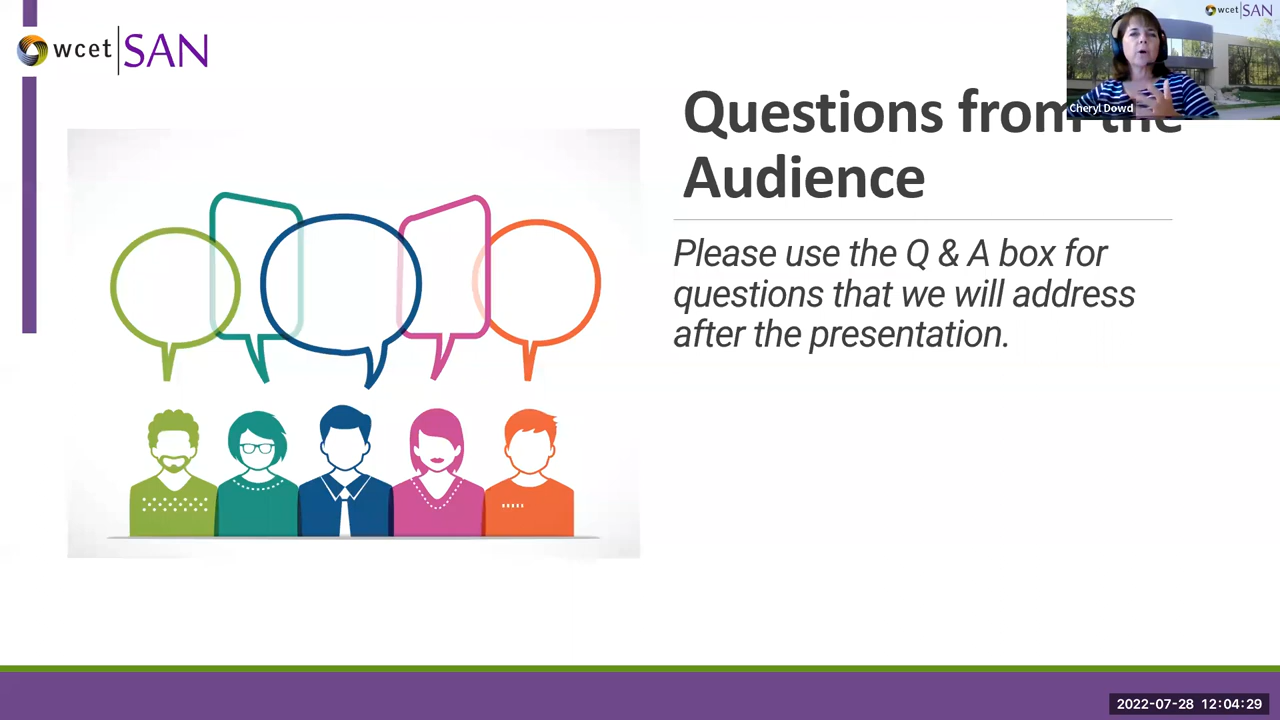 wcet|SAN
wcet|SAN
Cheryl Dowd
Questions from the
Audience
Please use the Q & A box for
questions that we will address
after the presentation.
2022-07-28 12:04:29